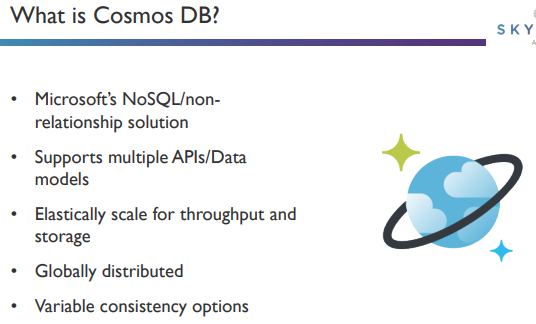 What is Cosmos DB?
SKY
• Microsoft's NoSQL/non-
relationship solution
• Supports multiple APIs/Data
models
• Elastically scale for throughput and
storage
• Globally distributed
• Variable consistency options